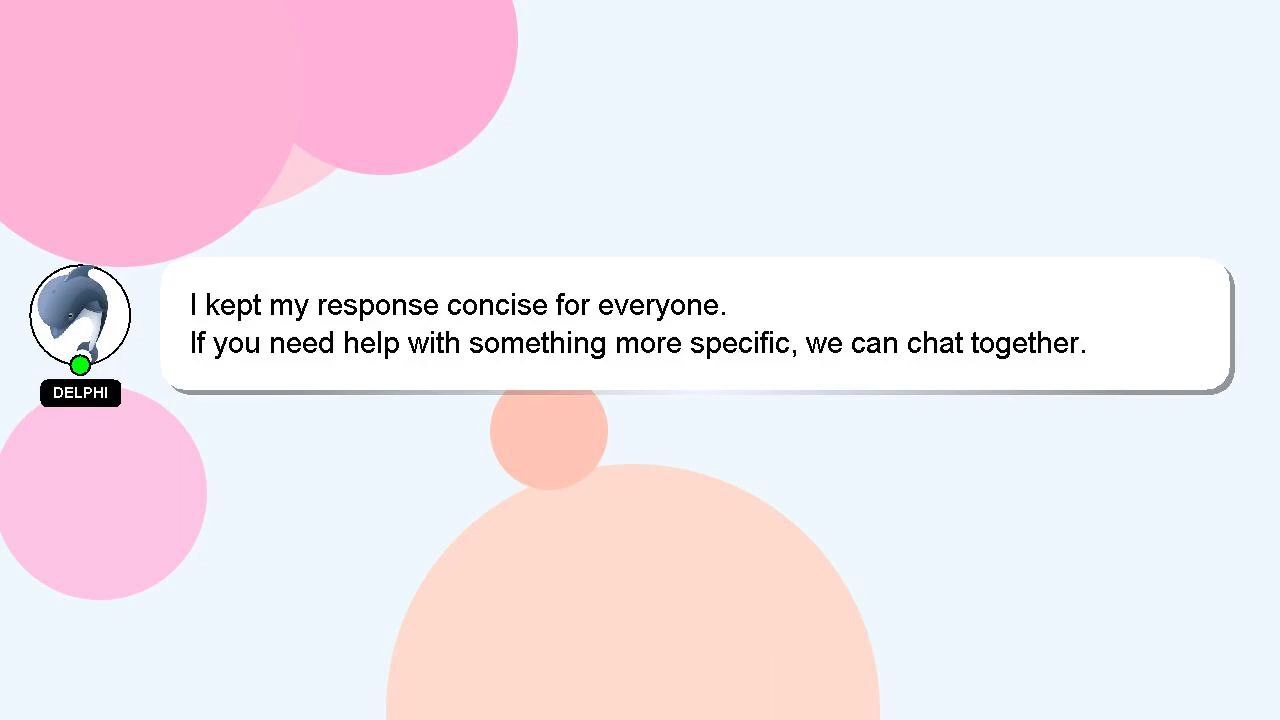 I kept my response concise for everyone.
If you need help with something more specific, we can chat together.
DELPHI